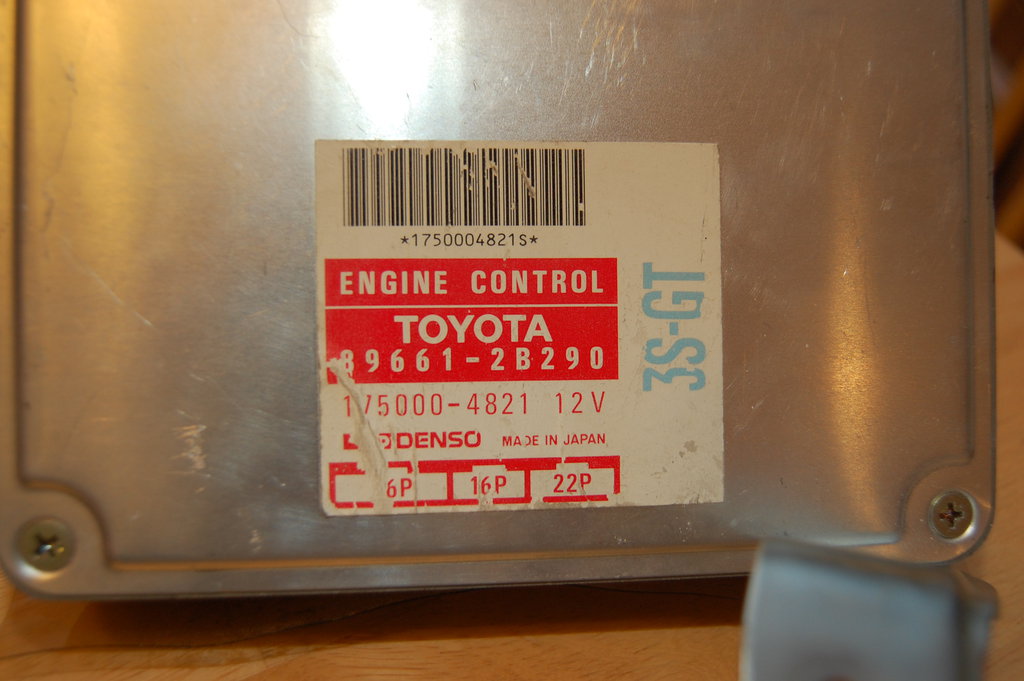 *1750004821S*
ENGINE CONTROL
TOYOTA
89661-2B290
175000-4821 12V
DENSO MADE IN JAPAN
6P 16P 22P
3S-GT